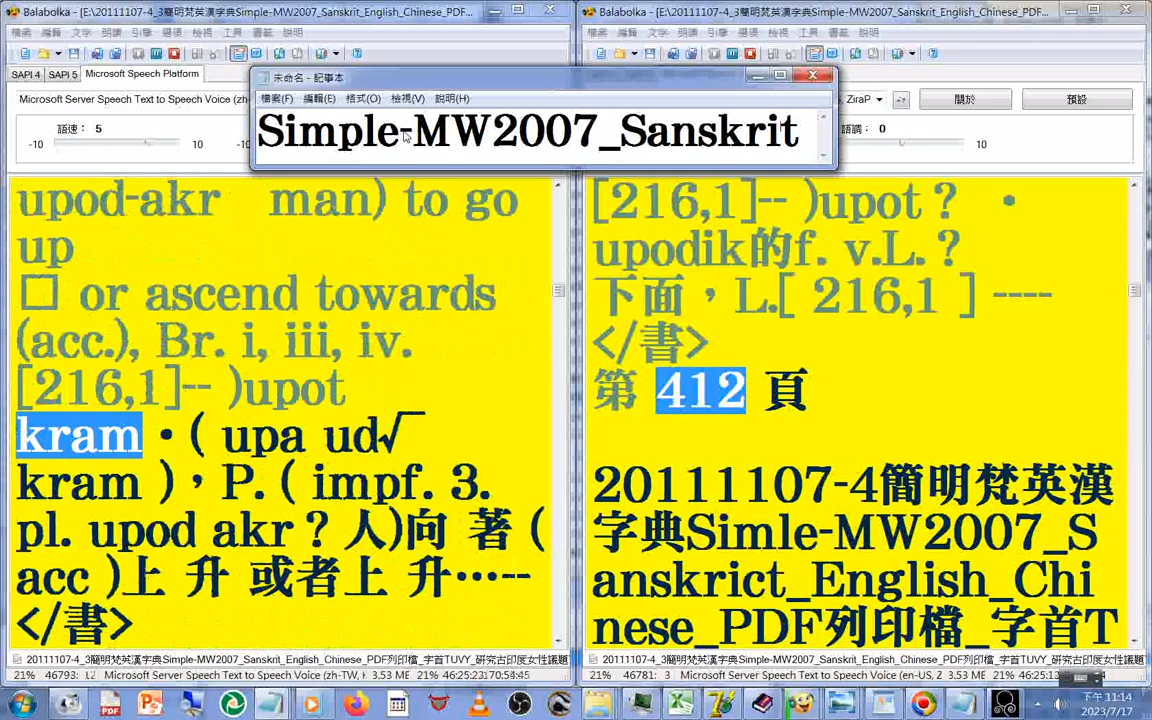 Balabolka - [E:\20111107-4_3簡明梵英漢字典Simple-MW2007_Sanskrit_English_Chinese_PDF...
檔案 編輯 文字 朗讀 引擎 選項 檢視 工具 書籤 說明
SAPI 4 SAPI 5 Microsoft Speech Platform
Microsoft Server Speech Text to Speech Voice (zh-
語速： 5
-10 10
upod-akr man) to go
up
□ or ascend towards
(acc.), Br. i, iii, iv.
[216,1]-- )upot
kram • ( upa ud√
kram )，P. ( impf. 3.
pl. upod akr？人)向 著 (
acc )上 升 或者上 升…--
</書>
20111107-4_3簡明梵英漢字典Simple-MW2007_Sanskrit_English_Chinese_PDF列印檔_字首TUVY_研究古印度女性議題
21% 3.53 MB 46:25:23
Microsoft Server Speech Text to Speech Voice (zh-TW,
未命名 - 記事本
檔案(F) 編輯(E) 格式(O) 檢視(V) 說明(H)
Simple-MW2007_Sanskrit
Balabolka - [E:\20111107-4_3簡明梵英漢字典Simple-MW2007_Sanskrit_English_Chinese_PDF...
檔案 編輯 文字 朗讀 引擎 選項 檢視 工具 書籤 說明
ZiraP 關於 預設
語調： 0
10
[216,1]-- )upot？ •
upodik的f. v.L.？
下面，L.[ 216,1 ] ----
</書>
第 412 頁
20111107-4簡明梵英漢
字典Simle-MW2007_S
anskrict_English_Chi
nese_PDF列印檔_字首T
20111107-4_3簡明梵英漢字典Simple-MW2007_Sanskrit_English_Chinese_PDF列印檔_字首TUVY_研究古印度女性議題
21% 46781: Microsoft Server Speech Text to Speech Voice (en-US, 3.53 MB
下午 11:14
2023/7/17